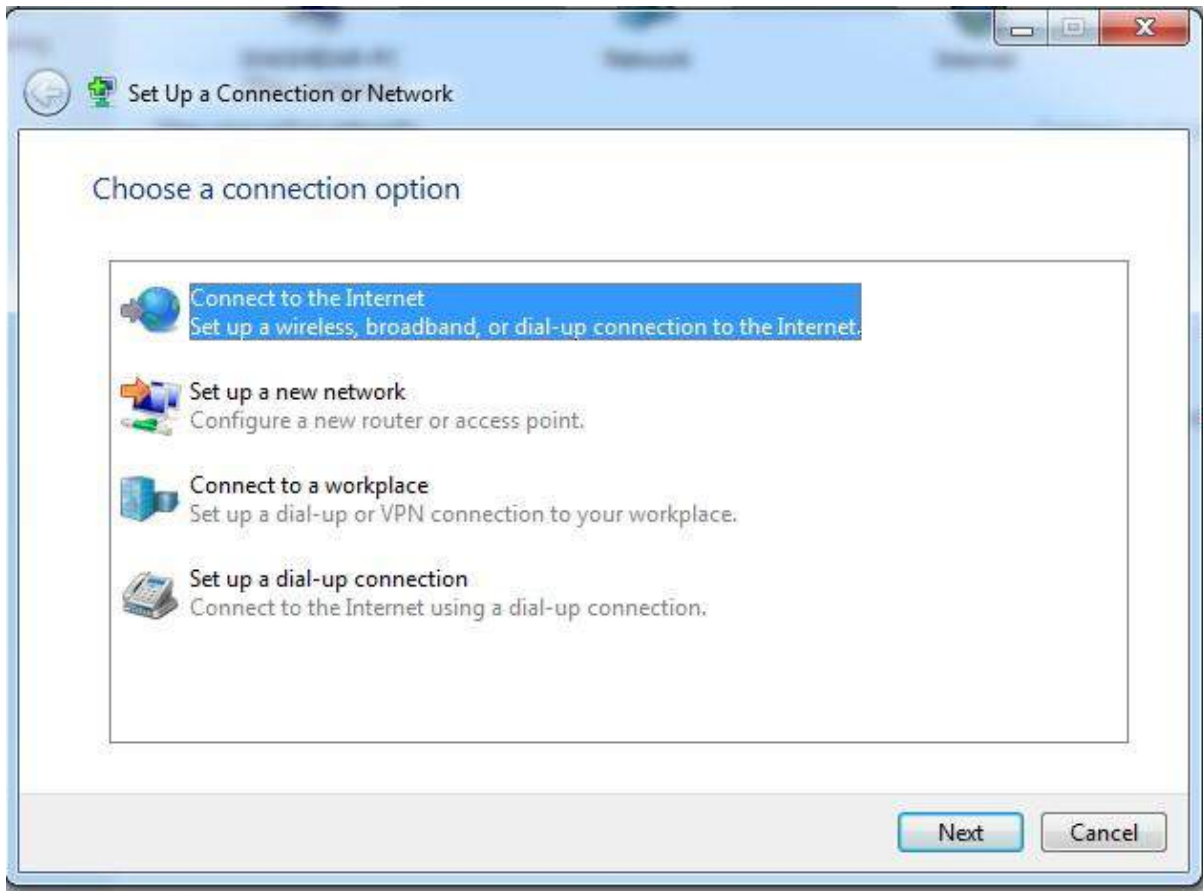 Set Up a Connection or Network
Choose a connection option
Connect to the Internet
Set up a wireless, broadband, or dial-up connection to the Internet.
Set up a new network
Configure a new router or access point.
Connect to a workplace
Set up a dial-up or VPN connection to your workplace.
Set up a dial-up connection
Connect to the Internet using a dial-up connection.
Next
Cancel